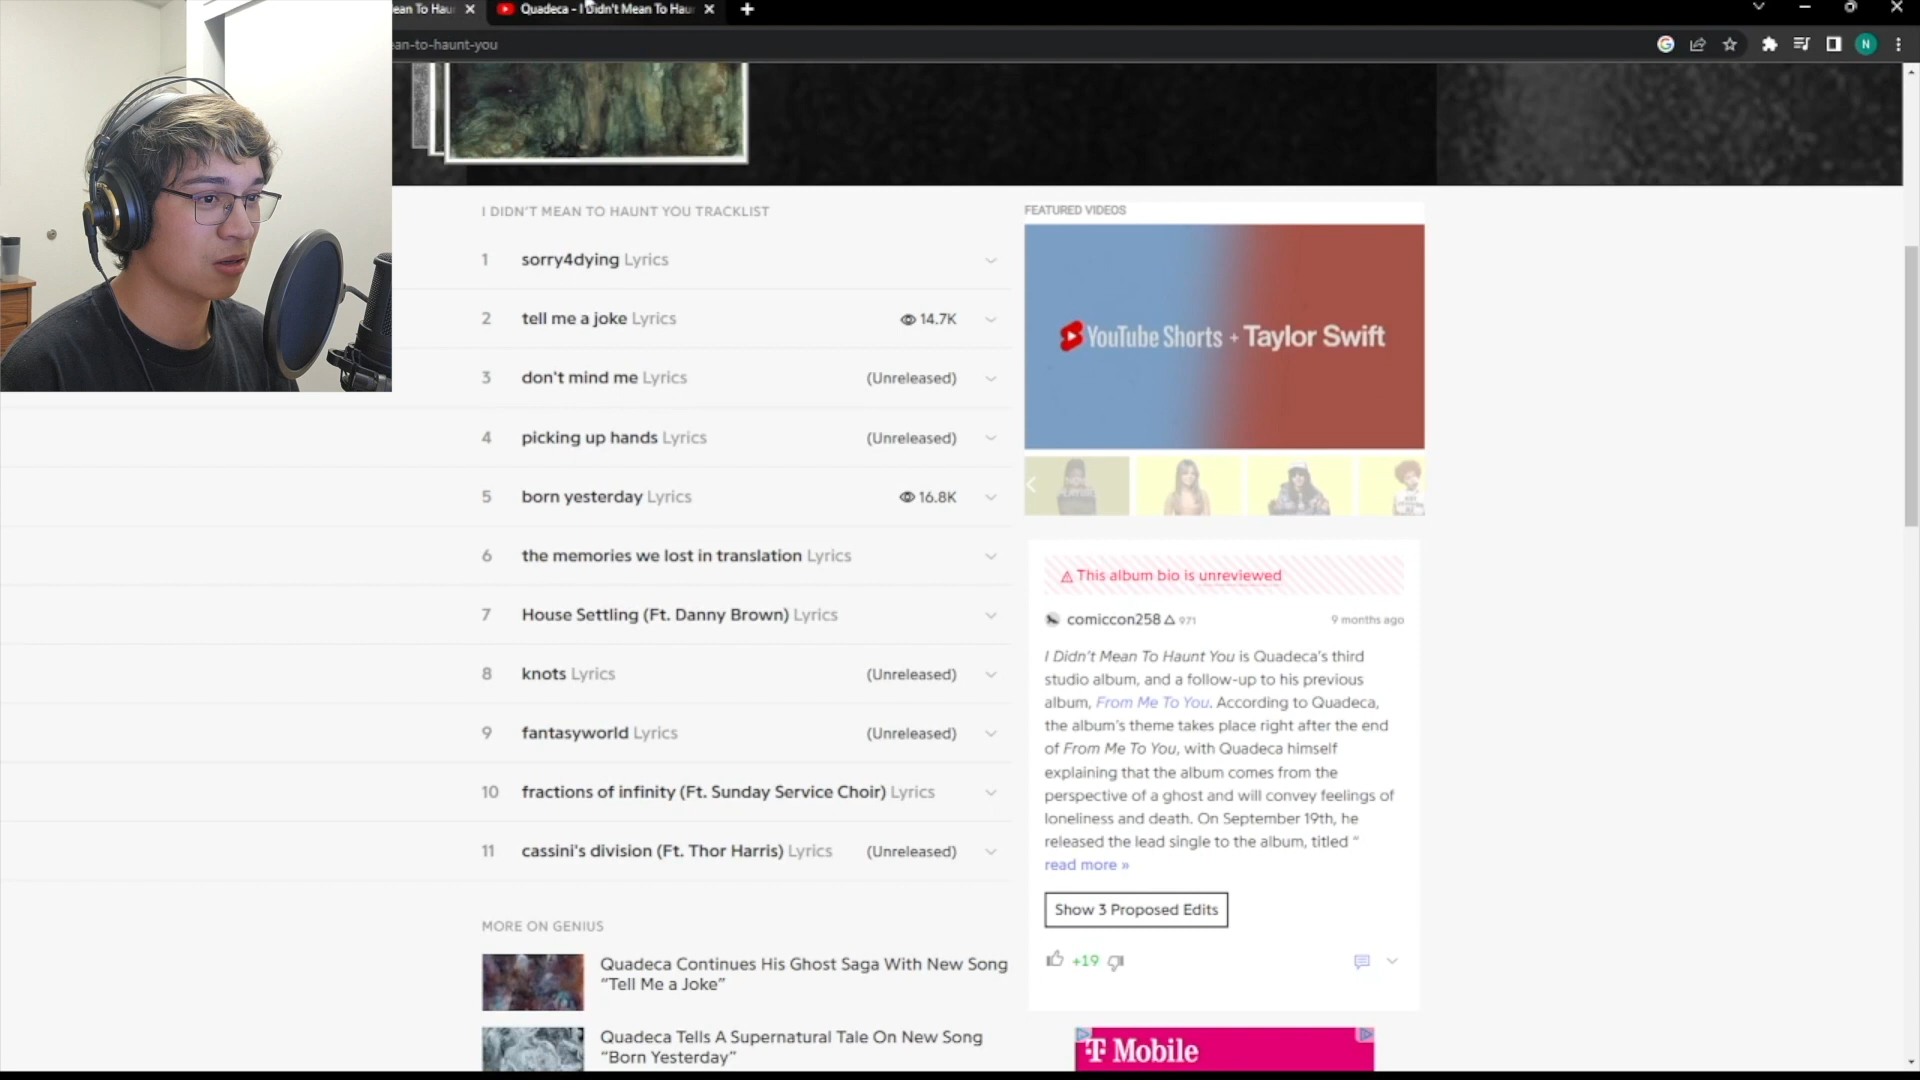 ean To Hau
Quadeca - I Didn't Mean To Hau
an-to-haunt-you
N
I DIDN'T MEAN TO HAUNT YOU TRACKLIST
1 sorry4dying Lyrics
2 tell me a joke Lyrics 14.7K
3 don't mind me Lyrics (Unreleased)
4 picking up hands Lyrics (Unreleased)
5 born yesterday Lyrics 16.8K
6 the memories we lost in translation Lyrics
7 House Settling (Ft. Danny Brown) Lyrics
8 knots Lyrics (Unreleased)
9 fantasyworld Lyrics (Unreleased)
10 fractions of infinity (Ft. Sunday Service Choir) Lyrics
11 cassini's division (Ft. Thor Harris) Lyrics (Unreleased)
MORE ON GENIUS
Quadeca Continues His Ghost Saga With New Song
“Tell Me a Joke”
Quadeca Tells A Supernatural Tale On New Song
“Born Yesterday”
FEATURED VIDEOS
YouTube Shorts + Taylor Swift
This album bio is unreviewed
comiccon258 971 9 months ago
I Didn't Mean To Haunt You is Quadeca's third
studio album, and a follow-up to his previous
album, From Me To You. According to Quadeca,
the album's theme takes place right after the end
of From Me To You, with Quadeca himself
explaining that the album comes from the
perspective of a ghost and will convey feelings of
loneliness and death. On September 19th, he
released the lead single to the album, titled “
read more »
Show 3 Proposed Edits
+19
T Mobile